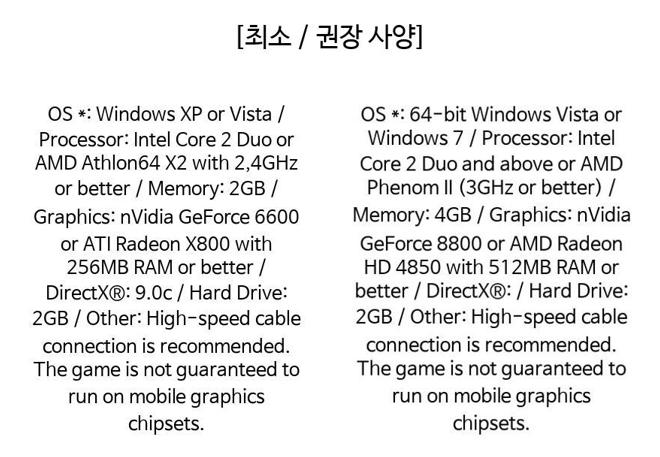 [최소 / 권장 사양]
OS *: Windows XP or Vista /
Processor: Intel Core 2 Duo or
AMD Athlon64 X2 with 2,4GHz
or better / Memory: 2GB /
Graphics: nVidia GeForce 6600
or ATI Radeon X800 with
256MB RAM or better /
DirectX®: 9.0c / Hard Drive:
2GB / Other: High-speed cable
connection is recommended.
The game is not guaranteed to
run on mobile graphics
chipsets.
OS *: 64-bit Windows Vista or
Windows 7 / Processor: Intel
Core 2 Duo and above or AMD
Phenom II (3GHz or better) /
Memory: 4GB / Graphics: nVidia
GeForce 8800 or AMD Radeon
HD 4850 with 512MB RAM or
better / DirectX®: / Hard Drive:
2GB / Other: High-speed cable
connection is recommended.
The game is not guaranteed to
run on mobile graphics
chipsets.